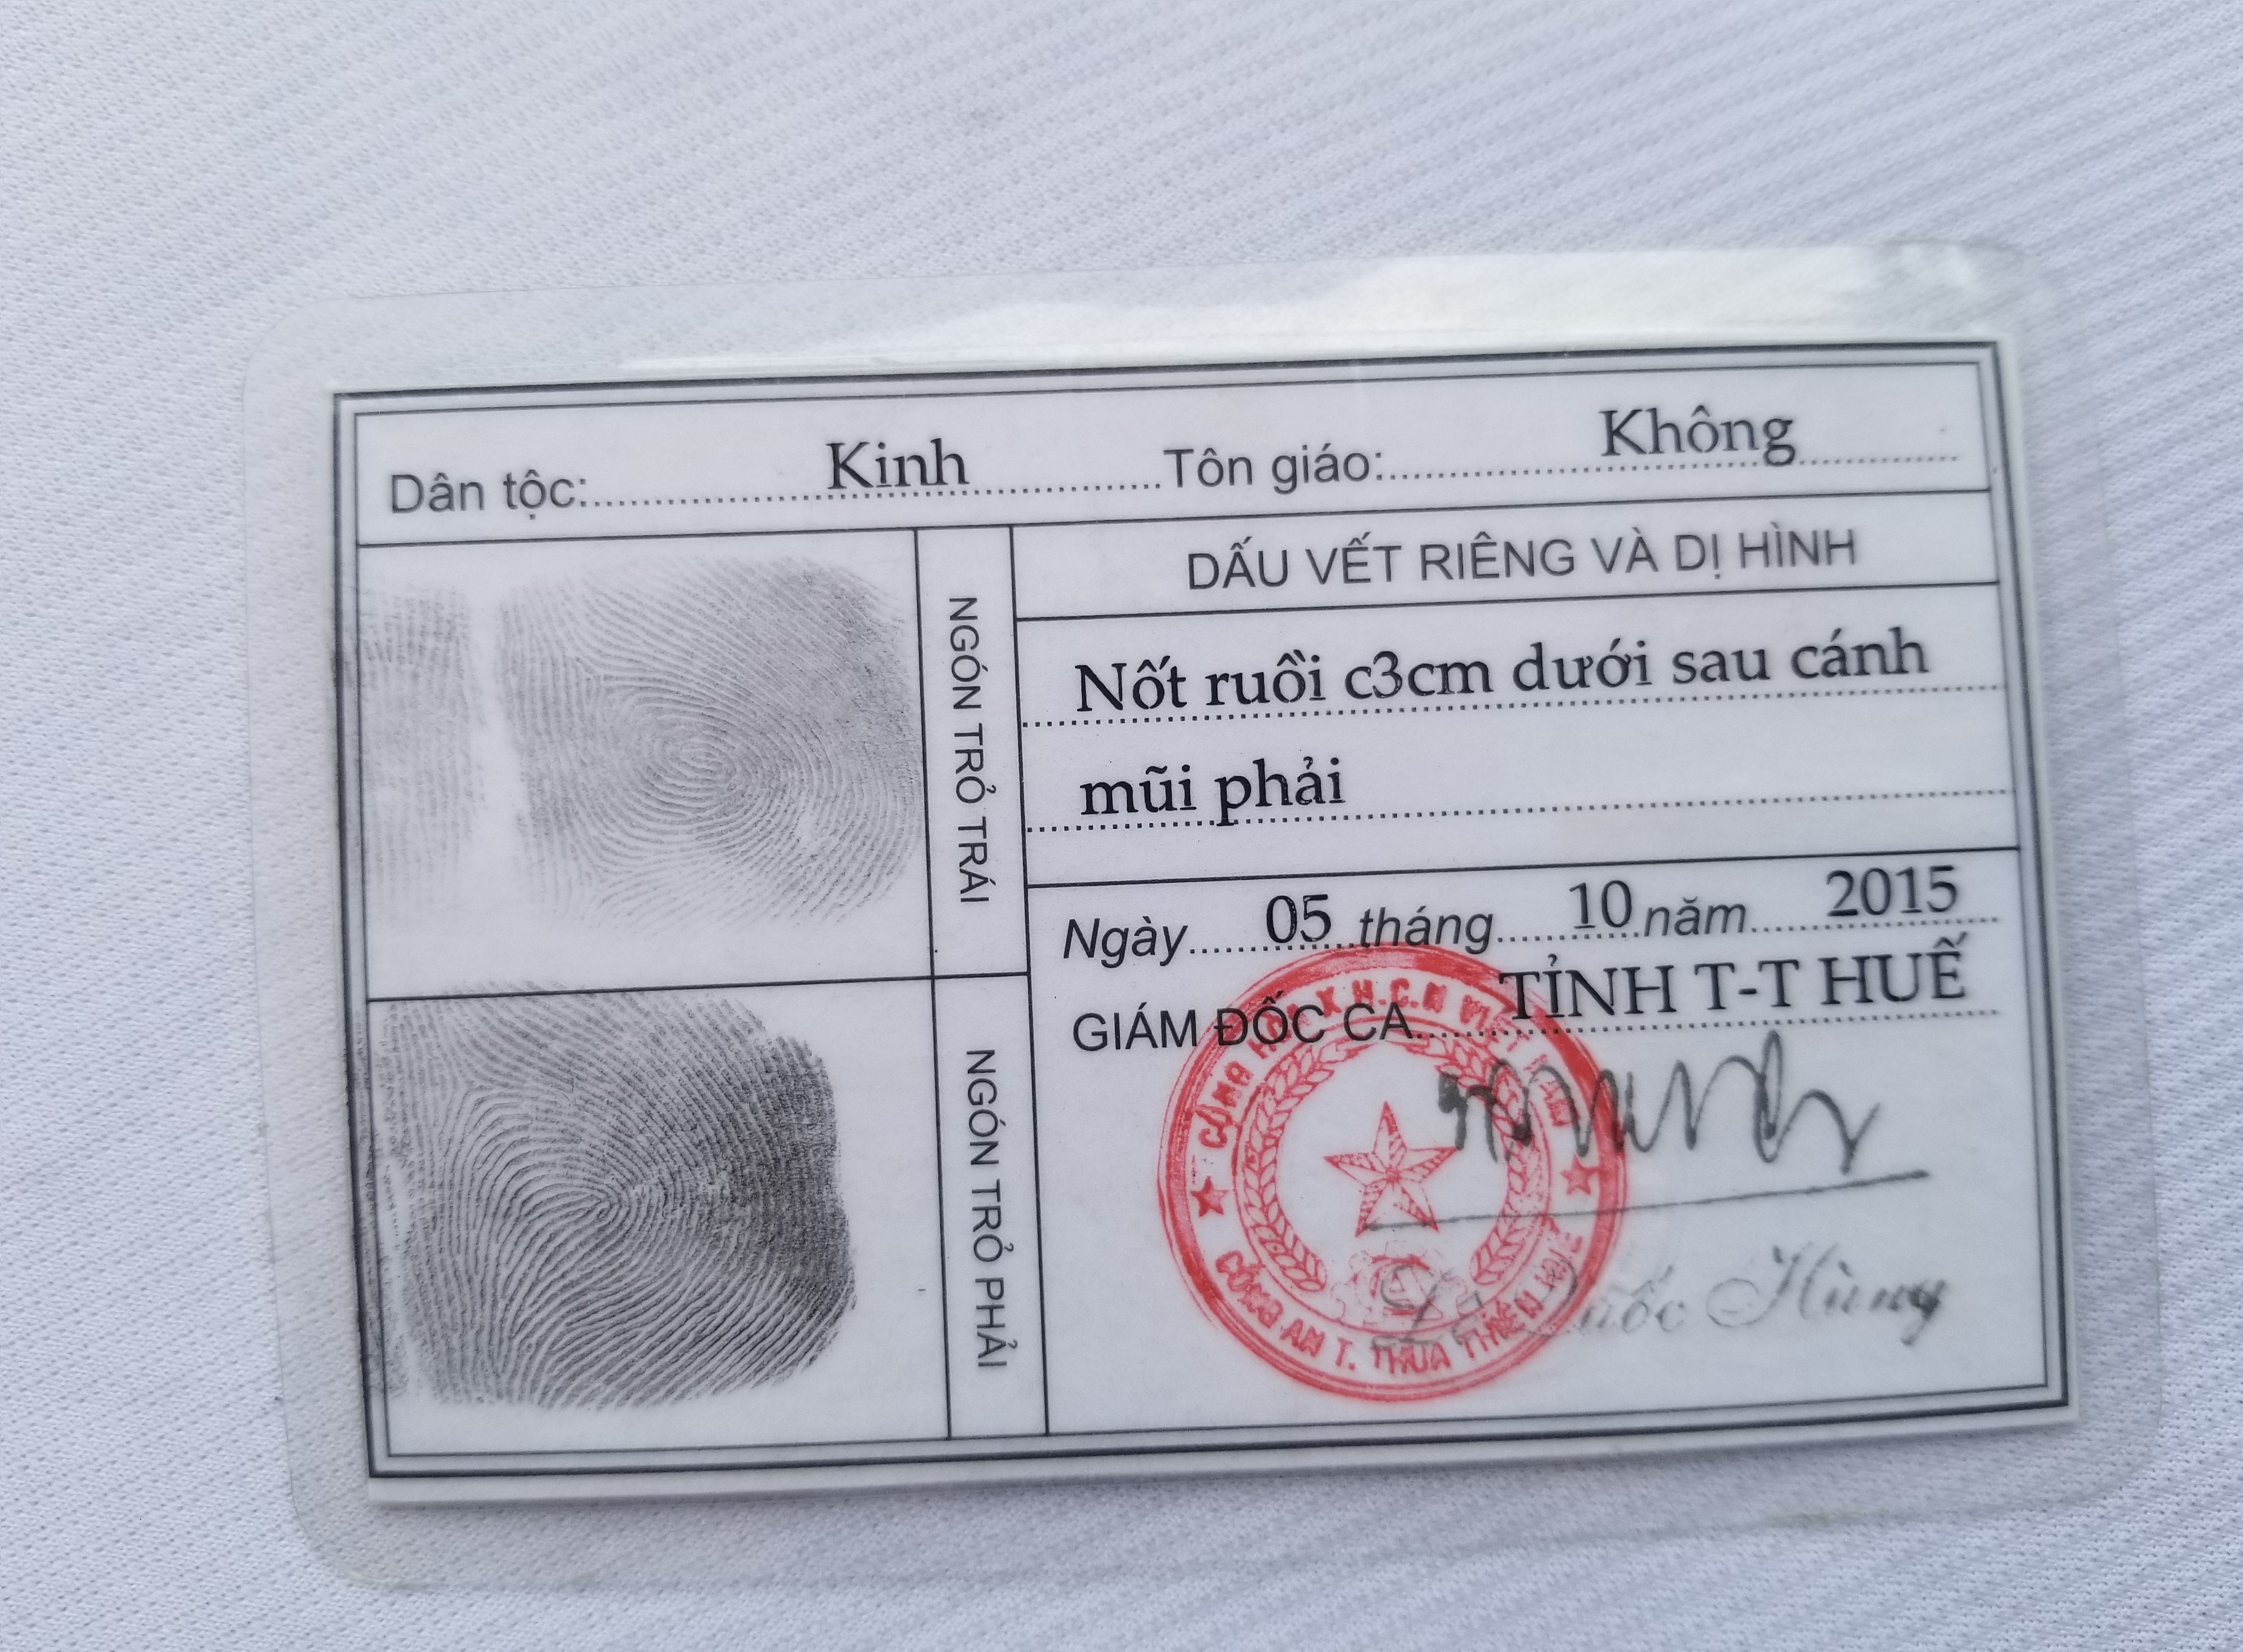 Dân tộc: Kinh Tôn giáo: Không
NGÓN TRỎ TRÁI
DẤU VẾT RIÊNG VÀ DỊ HÌNH
Nốt ruồi c3cm dưới sau cánh
mũi phải
NGÓN TRỎ PHẢI
Ngày 05 tháng 10 năm 2015
GIÁM ĐỐC CA TỈNH T-T HUẾ
CỘNG HÒA X.H.C.N VIỆT NAM
CÔNG AN T. THỪA THIÊN HUẾ
Quốc Hùng